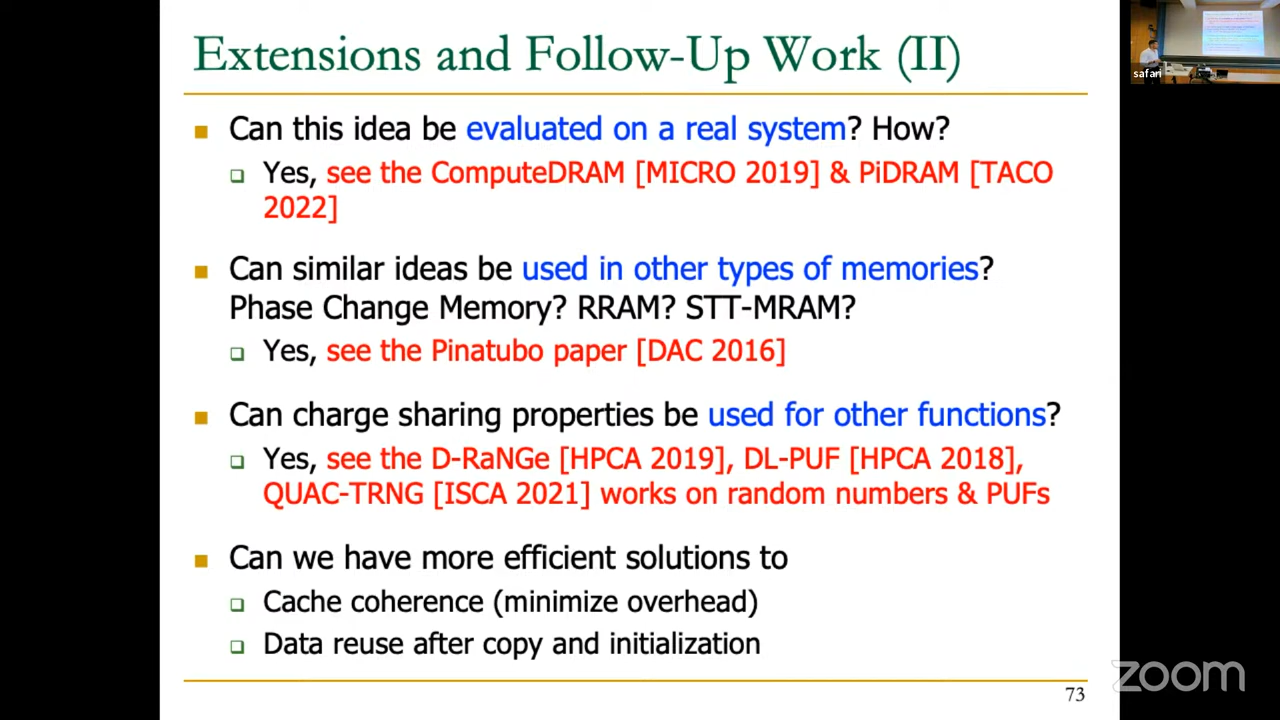 Extensions and Follow-Up Work (II)
safari
Can this idea be evaluated on a real system? How?
Yes, see the ComputeDRAM [MICRO 2019] & PiDRAM [TACO
2022]
Can similar ideas be used in other types of memories?
Phase Change Memory? RRAM? STT-MRAM?
Yes, see the Pinatubo paper [DAC 2016]
Can charge sharing properties be used for other functions?
Yes, see the D-RaNGe [HPCA 2019], DL-PUF [HPCA 2018],
QUAC-TRNG [ISCA 2021] works on random numbers & PUFs
Can we have more efficient solutions to
Cache coherence (minimize overhead)
Data reuse after copy and initialization
zoom
73